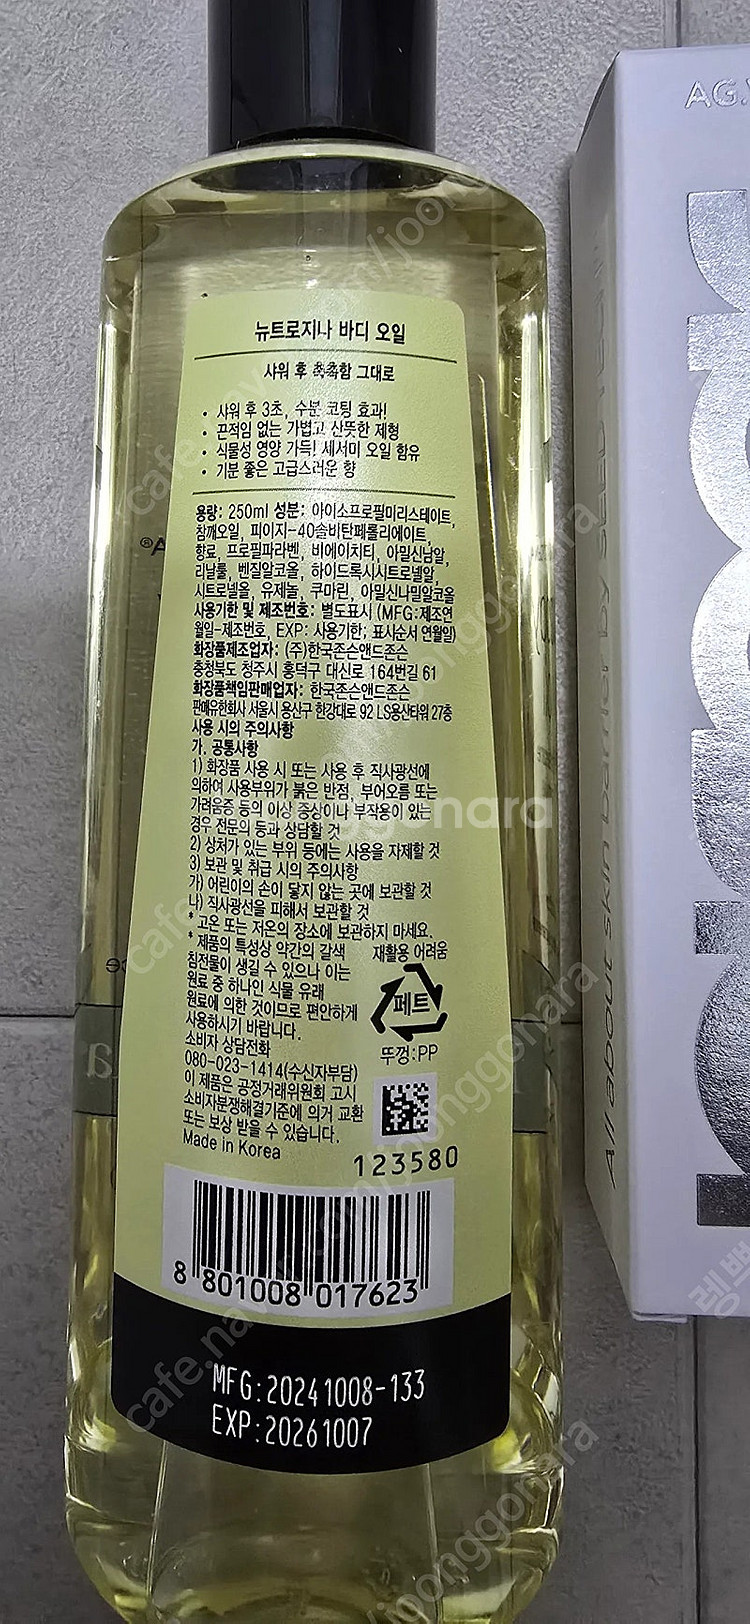 뉴트로지나 바디 오일
샤워 후 촉촉함 그대로
• 샤워 후 3초, 수분 코팅 효과!
• 끈적임 없는 가볍고 산뜻한 제형
• 식물성 영양 가득! 세서미 오일 함유
• 기분 좋은 고급스러운 향
용량: 250ml 성분: 아이소프로필미리스테이트,
참깨오일, 피이지-40솔비탄퍼올리에이트,
향료, 프로필파라벤, 비에이치티, 아밀신남알,
리날룰, 벤질알코올, 하이드록시시트로넬알,
시트로넬올, 유제놀, 쿠마린, 아밀신나밀알코올
사용기한 및 제조번호: 별도표시 (MFG:제조연
월일-제조번호, EXP: 사용기한; 표시순서 연월일)
화장품제조업자: (주)한국존슨앤드존슨
충청북도 청주시 흥덕구 대신로 164번길 61
화장품책임판매업자: 한국존슨앤드존슨
판매유한회사 서울시 용산구 한강대로 92 LS용산타워 27층
사용 시의 주의사항
가. 공통사항
1) 화장품 사용 시 또는 사용 후 직사광선에
의하여 사용부위가 붉은 반점, 부어오름 또는
가려움증 등의 이상 증상이나 부작용이 있는
경우 전문의 등과 상담할 것
2) 상처가 있는 부위 등에는 사용을 자제할 것
3) 보관 및 취급 시의 주의사항
가) 어린이의 손이 닿지 않는 곳에 보관할 것
나) 직사광선을 피해서 보관할 것
* 고온 또는 저온의 장소에 보관하지 마세요.
* 제품의 특성상 약간의 갈색
침전물이 생길 수 있으나 이는
원료 중 하나인 식물 유래
원료에 의한 것이므로 편안하게
사용하시기 바랍니다.
소비자 상담전화
080-023-1414(수신자부담)
이 제품은 공정거래위원회 고시
소비자분쟁해결기준에 의거 교환
또는 보상 받을 수 있습니다.
Made in Korea
재활용 어려움
페트
뚜껑:PP
123580
8 801008 017623
MFG:20241008-133
EXP:20261007
AG.
All about skin barrier by
cafe.naver.com/joonggonara
joonggonara